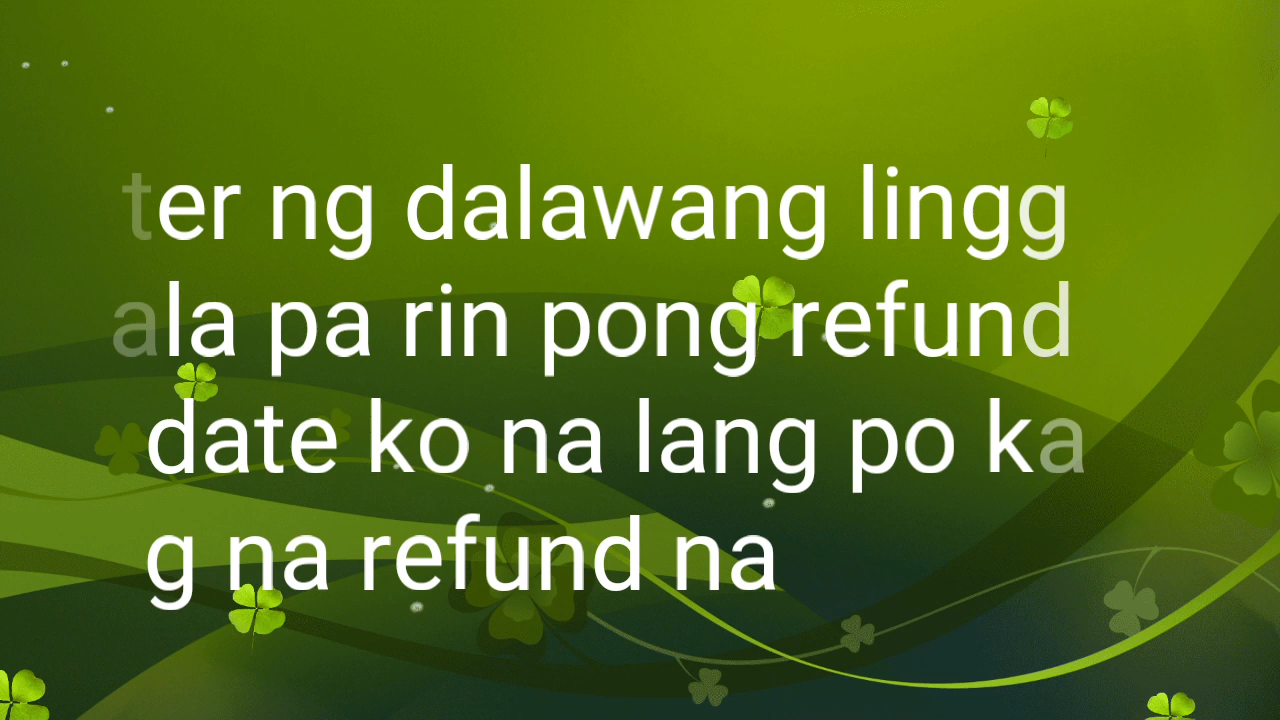 ter ng dalawang lingg
ala pa rin pong refund
date ko na lang po ka
g na refund na